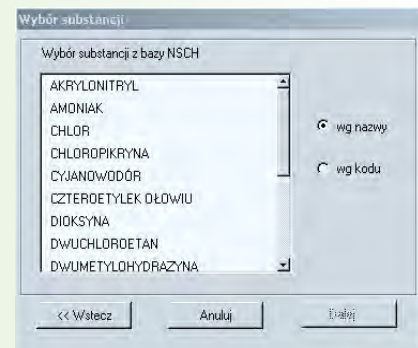 Wybór substancji
Wybór substancji z bazy NSCH
AKRYLONITRYL
AMONIAK
CHLOR
CHLOROPIKRYNA
CYJANOWODÓR
CZTEROETYLEK OŁOWIU
DIOKSYNA
DWUCHLOROETAN
DWUMETYLOHYDRAZYNA
wg nazwy
wg kodu
<< Wstecz
Anuluj
Dalej